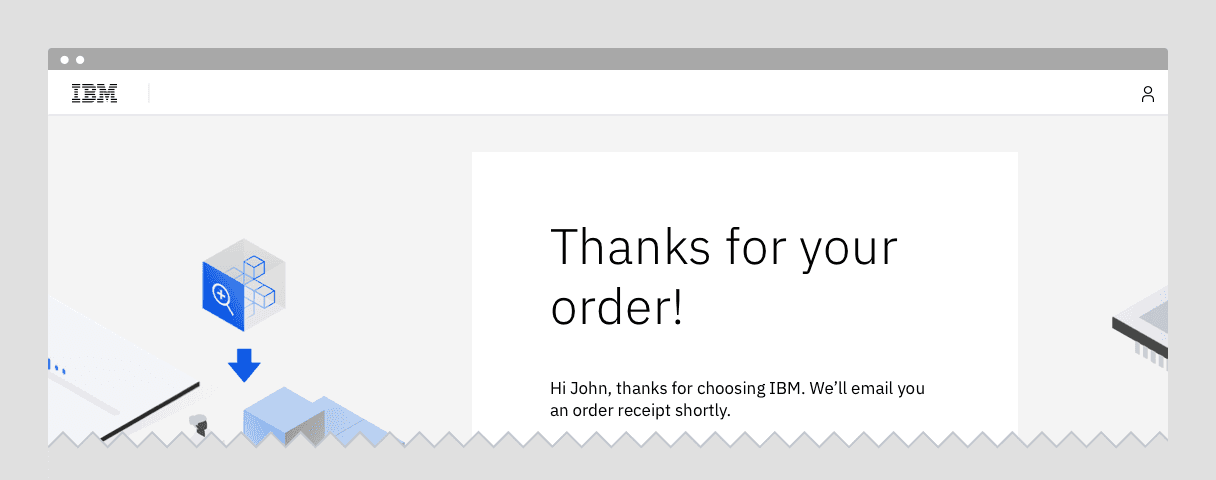 IBM
Thanks for your
order!
Hi John, thanks for choosing IBM. We’ll email you
an order receipt shortly.